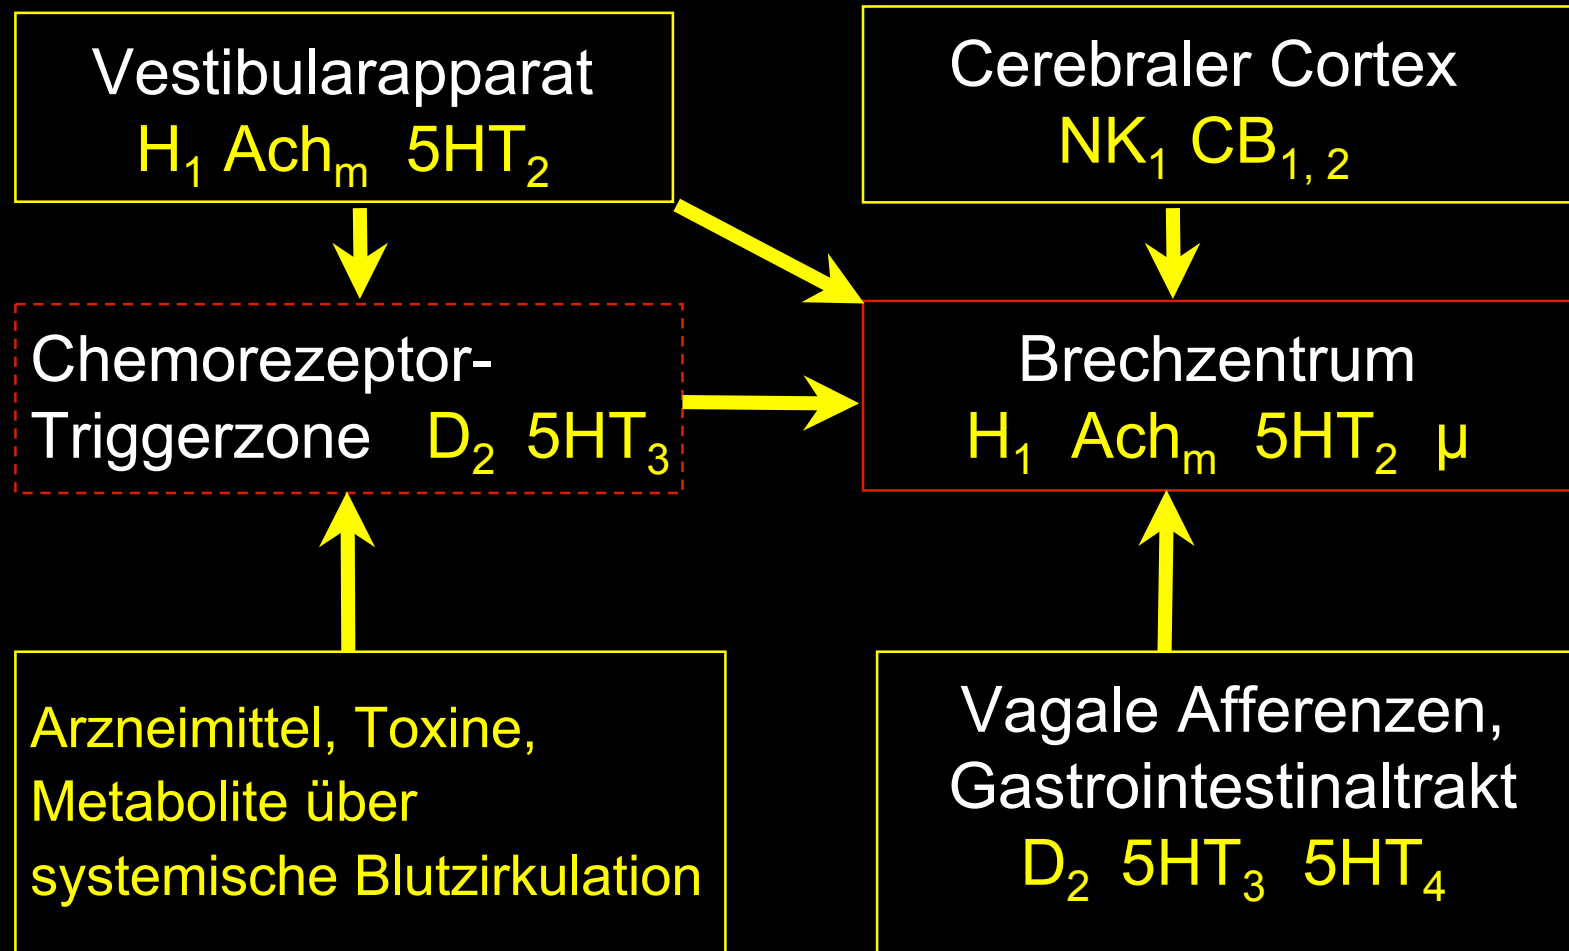 Vestibularapparat
H₁ Achₘ 5HT₂
Cerebraler Cortex
NK₁ CB₁, ₂
Chemorezeptor-
Triggerzone D₂ 5HT₃
Brechzentrum
H₁ Achₘ 5HT₂ µ
Arzneimittel, Toxine,
Metabolite über
systemische Blutzirkulation
Vagale Afferenzen,
Gastrointestinaltrakt
D₂ 5HT₃ 5HT₄